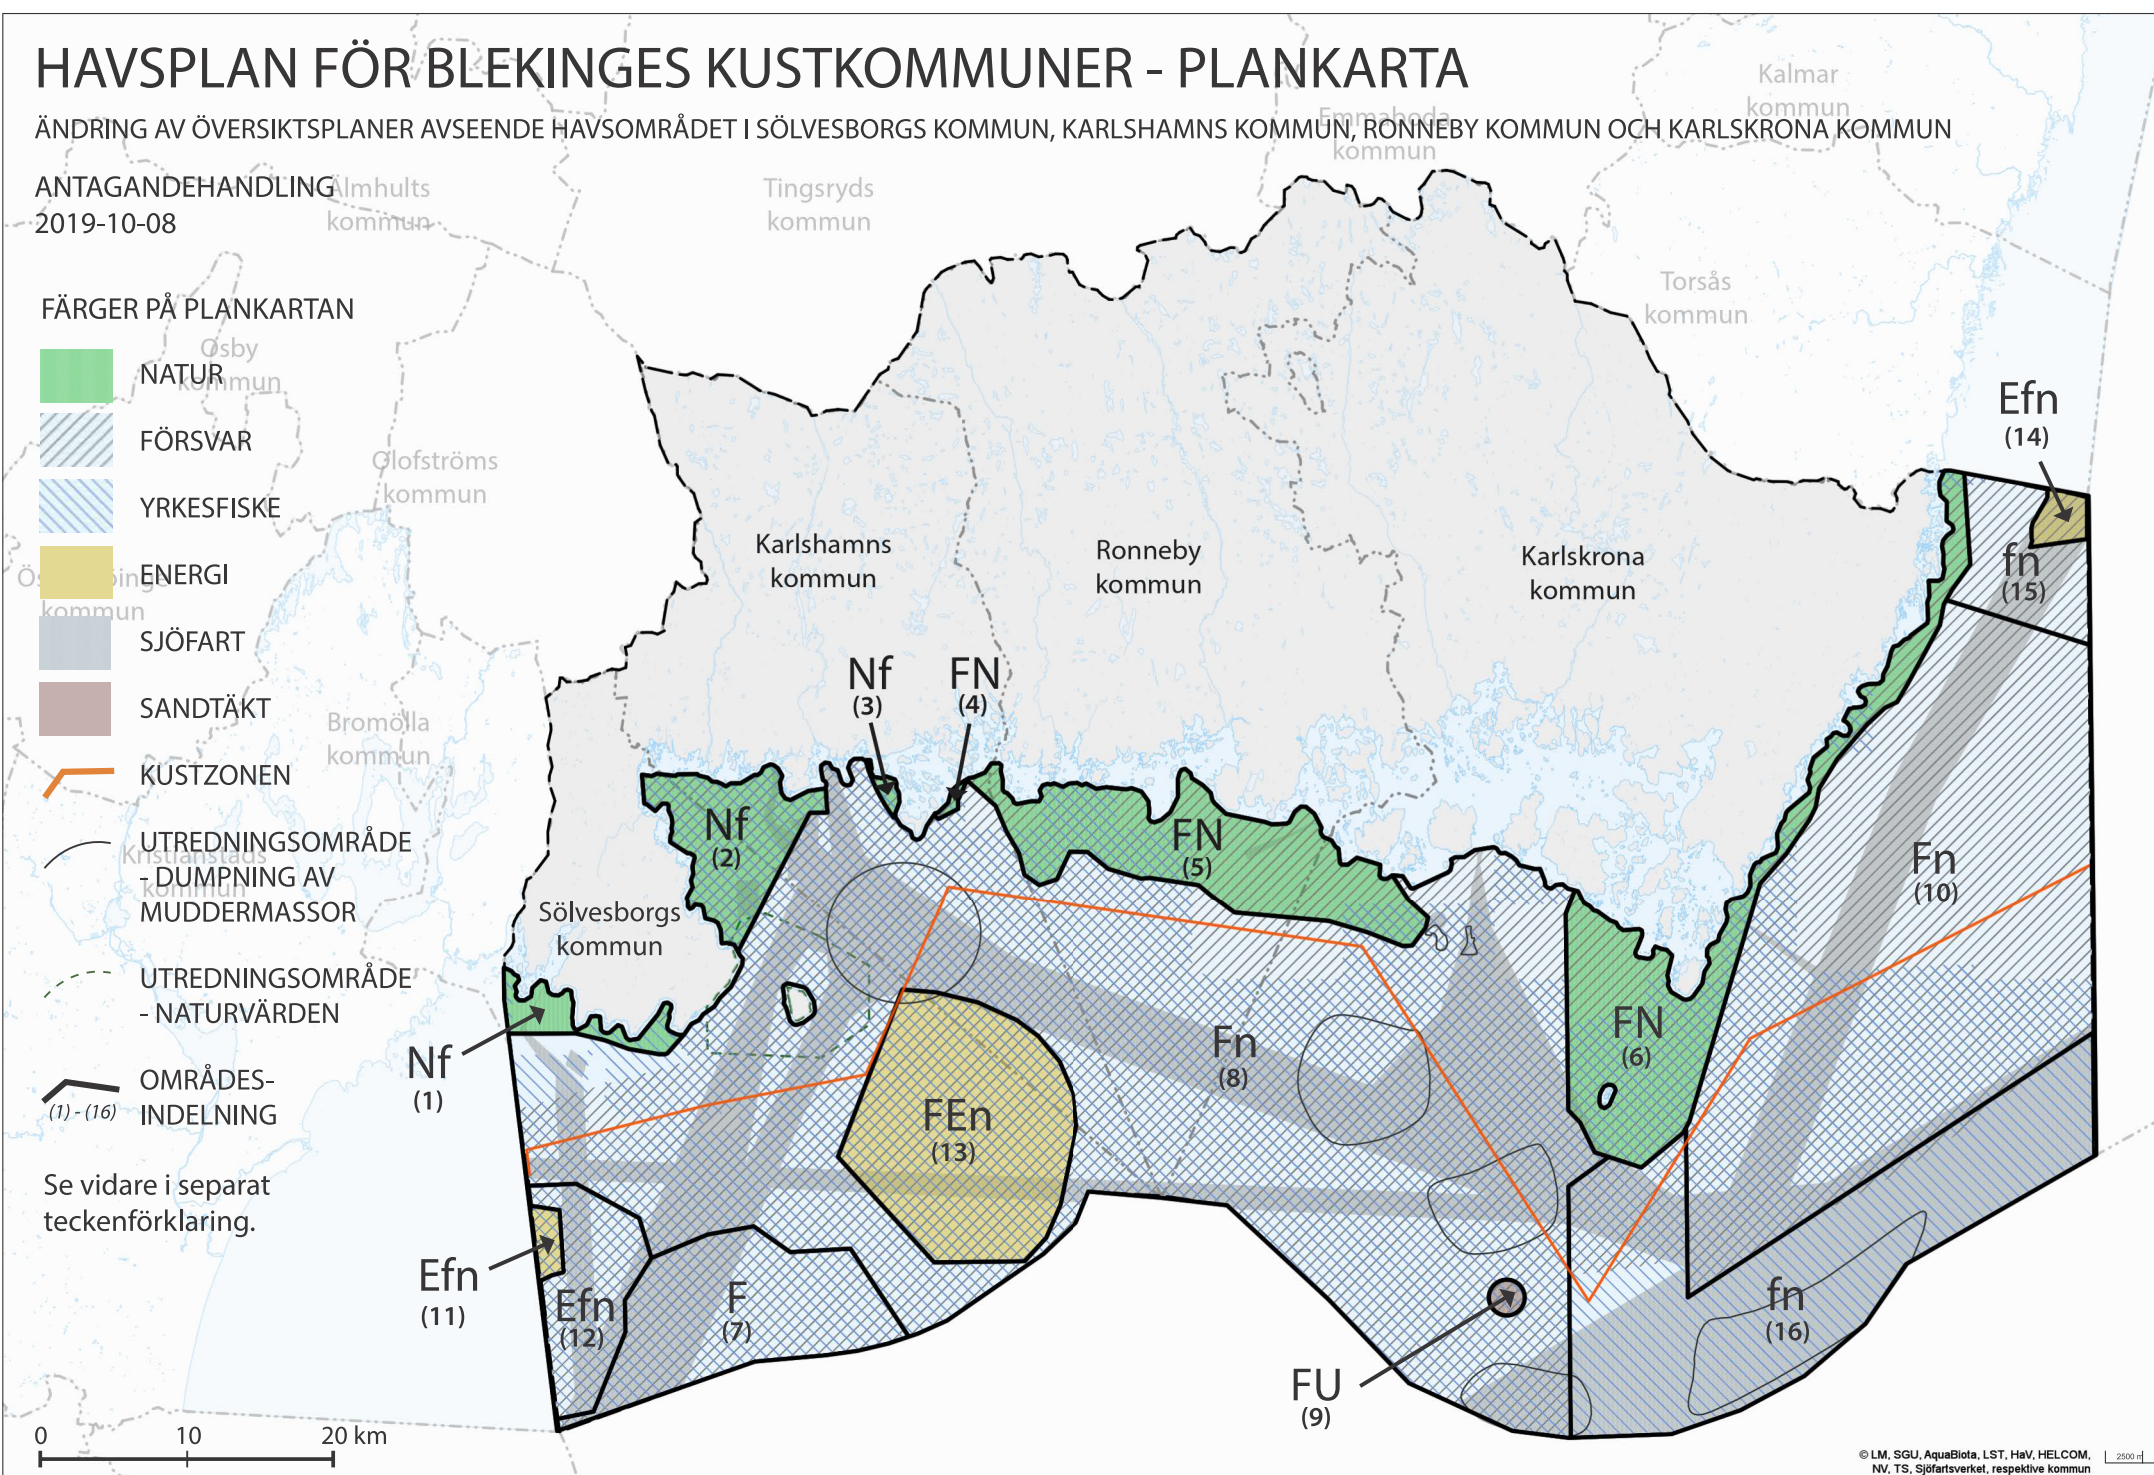 HAVSPLAN FÖR BLEKINGES KUSTKOMMUNER - PLANKARTA
ÄNDRING AV ÖVERSIKTSPLANER AVSEENDE HAVSOMRÅDET I SÖLVESBORGS KOMMUN, KARLSHAMNS KOMMUN, RONNEBY KOMMUN OCH KARLSKRONA KOMMUN
ANTAGANDEHANDLING
2019-10-08
FÄRGER PÅ PLANKARTAN
NATUR
FÖRSVAR
YRKESFISKE
ENERGI
SJÖFART
SANDTÄKT
KUSTZONEN
UTREDNINGSOMRÅDE
- DUMPNING AV
MUDDERMASSOR
UTREDNINGSOMRÅDE
- NATURVÄRDEN
(1) - (16)
OMRÅDES-
INDELNING
Se vidare i separat
teckenförklaring.
0 10 20 km
Älmhults
kommun
Tingsryds
kommun
Emmaboda
kommun
Kalmar
kommun
Torsås
kommun
Osby
kommun
Olofströms
kommun
kommun
Bromölla
kommun
Kristianstads
kommun
Karlshamns
kommun
Ronneby
kommun
Karlskrona
kommun
Sölvesborgs
kommun
Efn
(14)
fn
(15)
Nf
(3)
FN
(4)
Nf
(2)
FN
(5)
Fn
(10)
Nf
(1)
FN
(6)
Fn
(8)
FEn
(13)
Efn
(11)
Efn
(12)
F
(7)
FU
(9)
fn
(16)
© LM, SGU, AquaBiota, LST, HaV, HELCOM,
NV, TS, Sjöfartsverket, respektive kommun
2500 m